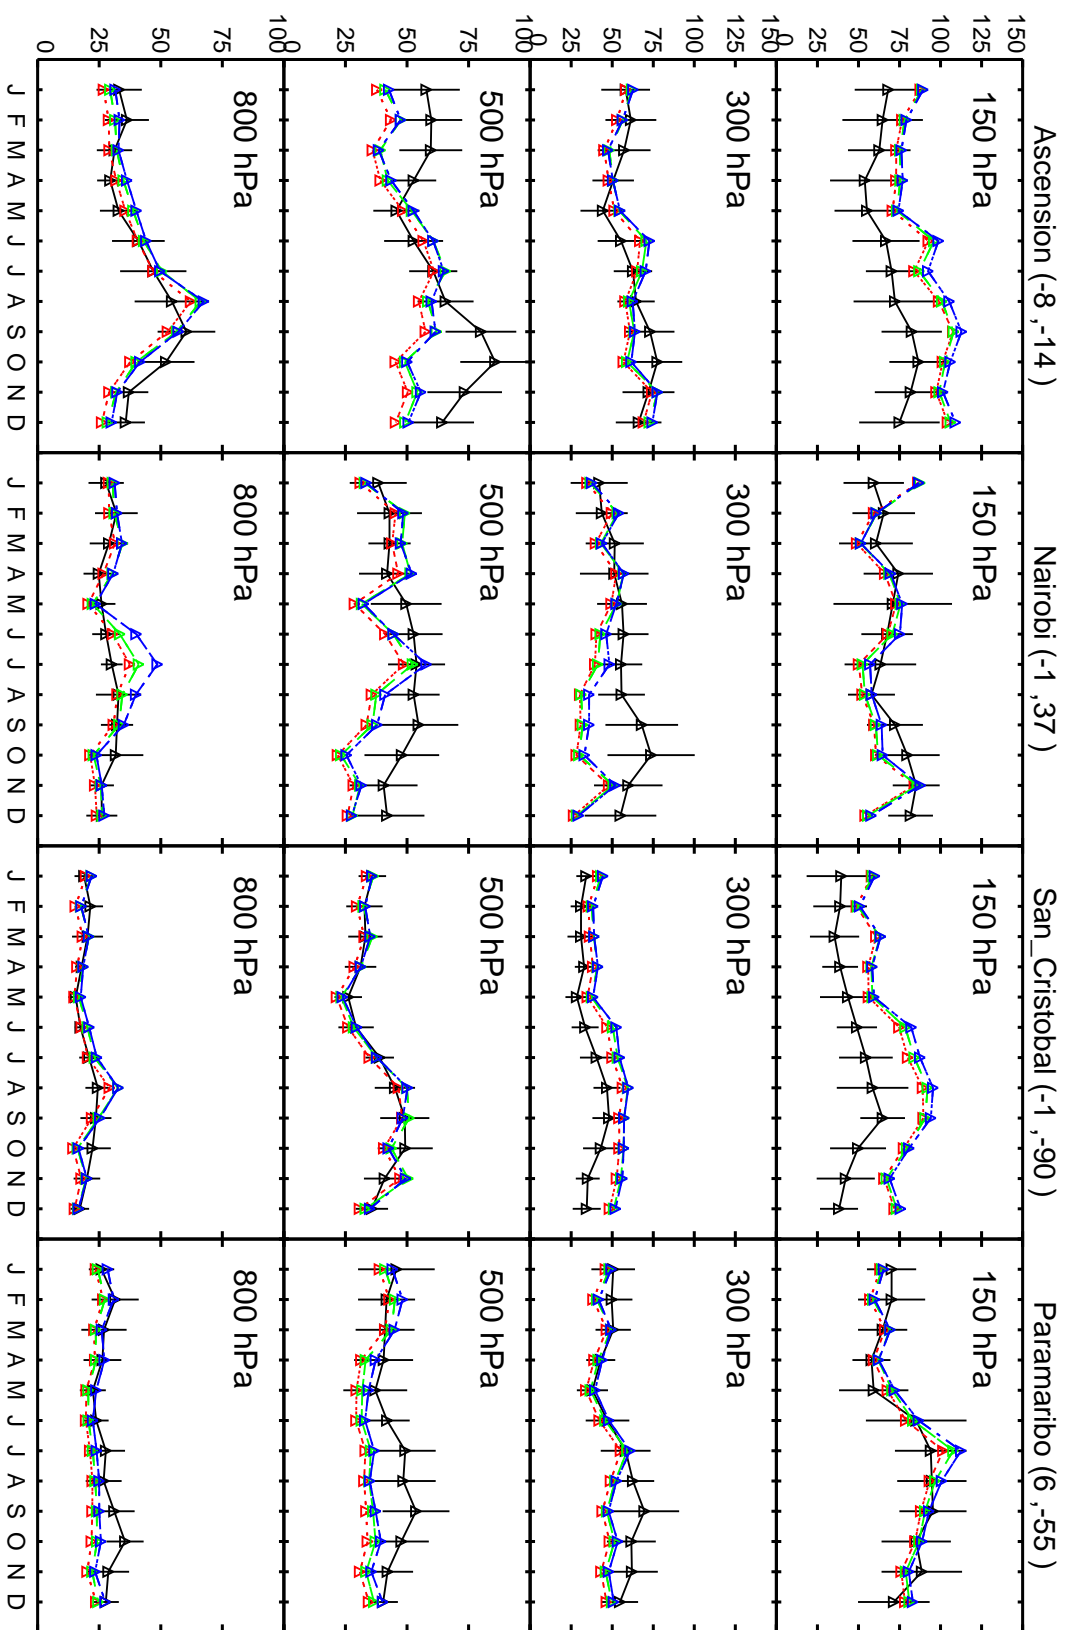 Ascension (-8 ,-14 )
Nairobi (-1 ,37 )
San_Cristobal (-1 ,-90 )
Paramaribo (6 ,-55 )
150
125
100
75
50
25
0
150 hPa
150 hPa
150 hPa
150 hPa
150
125
100
75
50
25
0
300 hPa
300 hPa
300 hPa
300 hPa
100
75
50
25
0
500 hPa
500 hPa
500 hPa
500 hPa
100
75
50
25
0
800 hPa
800 hPa
800 hPa
800 hPa
J F M A M J J A S O N D
J F M A M J J A S O N D
J F M A M J J A S O N D
J F M A M J J A S O N D